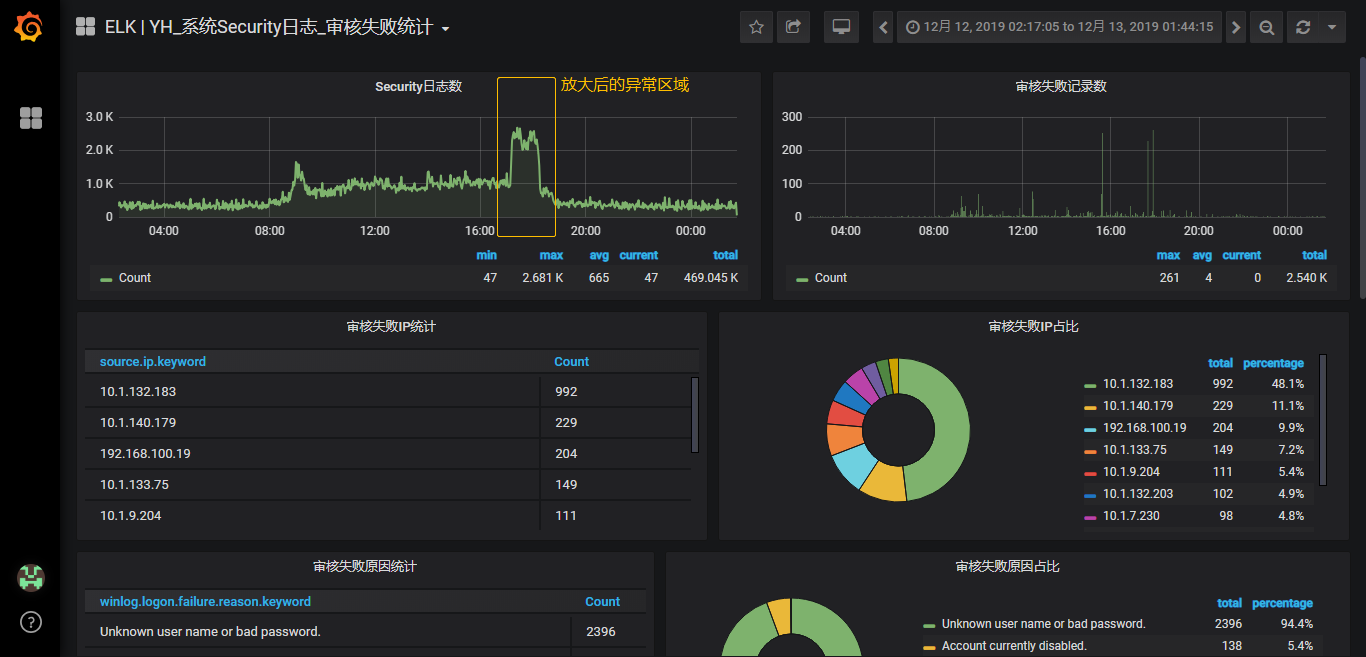 ELK | YH_系统Security日志_审核失败统计
12月 12, 2019 02:17:05 to 12月 13, 2019 01:44:15
Security日志数
放大后的异常区域
3.0 K
2.0 K
1.0 K
0
04:00 08:00 12:00 16:00 20:00 00:00
min max avg current total
Count 47 2.681 K 665 47 469.045 K
审核失败记录数
300
200
100
0
04:00 08:00 12:00 16:00 20:00 00:00
max avg current total
Count 261 4 0 2.540 K
审核失败IP统计
source.ip.keyword Count
10.1.132.183 992
10.1.140.179 229
192.168.100.19 204
10.1.133.75 149
10.1.9.204 111
审核失败IP占比
total percentage
10.1.132.183 992 48.1%
10.1.140.179 229 11.1%
192.168.100.19 204 9.9%
10.1.133.75 149 7.2%
10.1.9.204 111 5.4%
10.1.132.203 102 4.9%
10.1.7.230 98 4.8%
审核失败原因统计
winlog.logon.failure.reason.keyword Count
Unknown user name or bad password. 2396
审核失败原因占比
total percentage
Unknown user name or bad password. 2396 94.4%
Account currently disabled. 138 5.4%